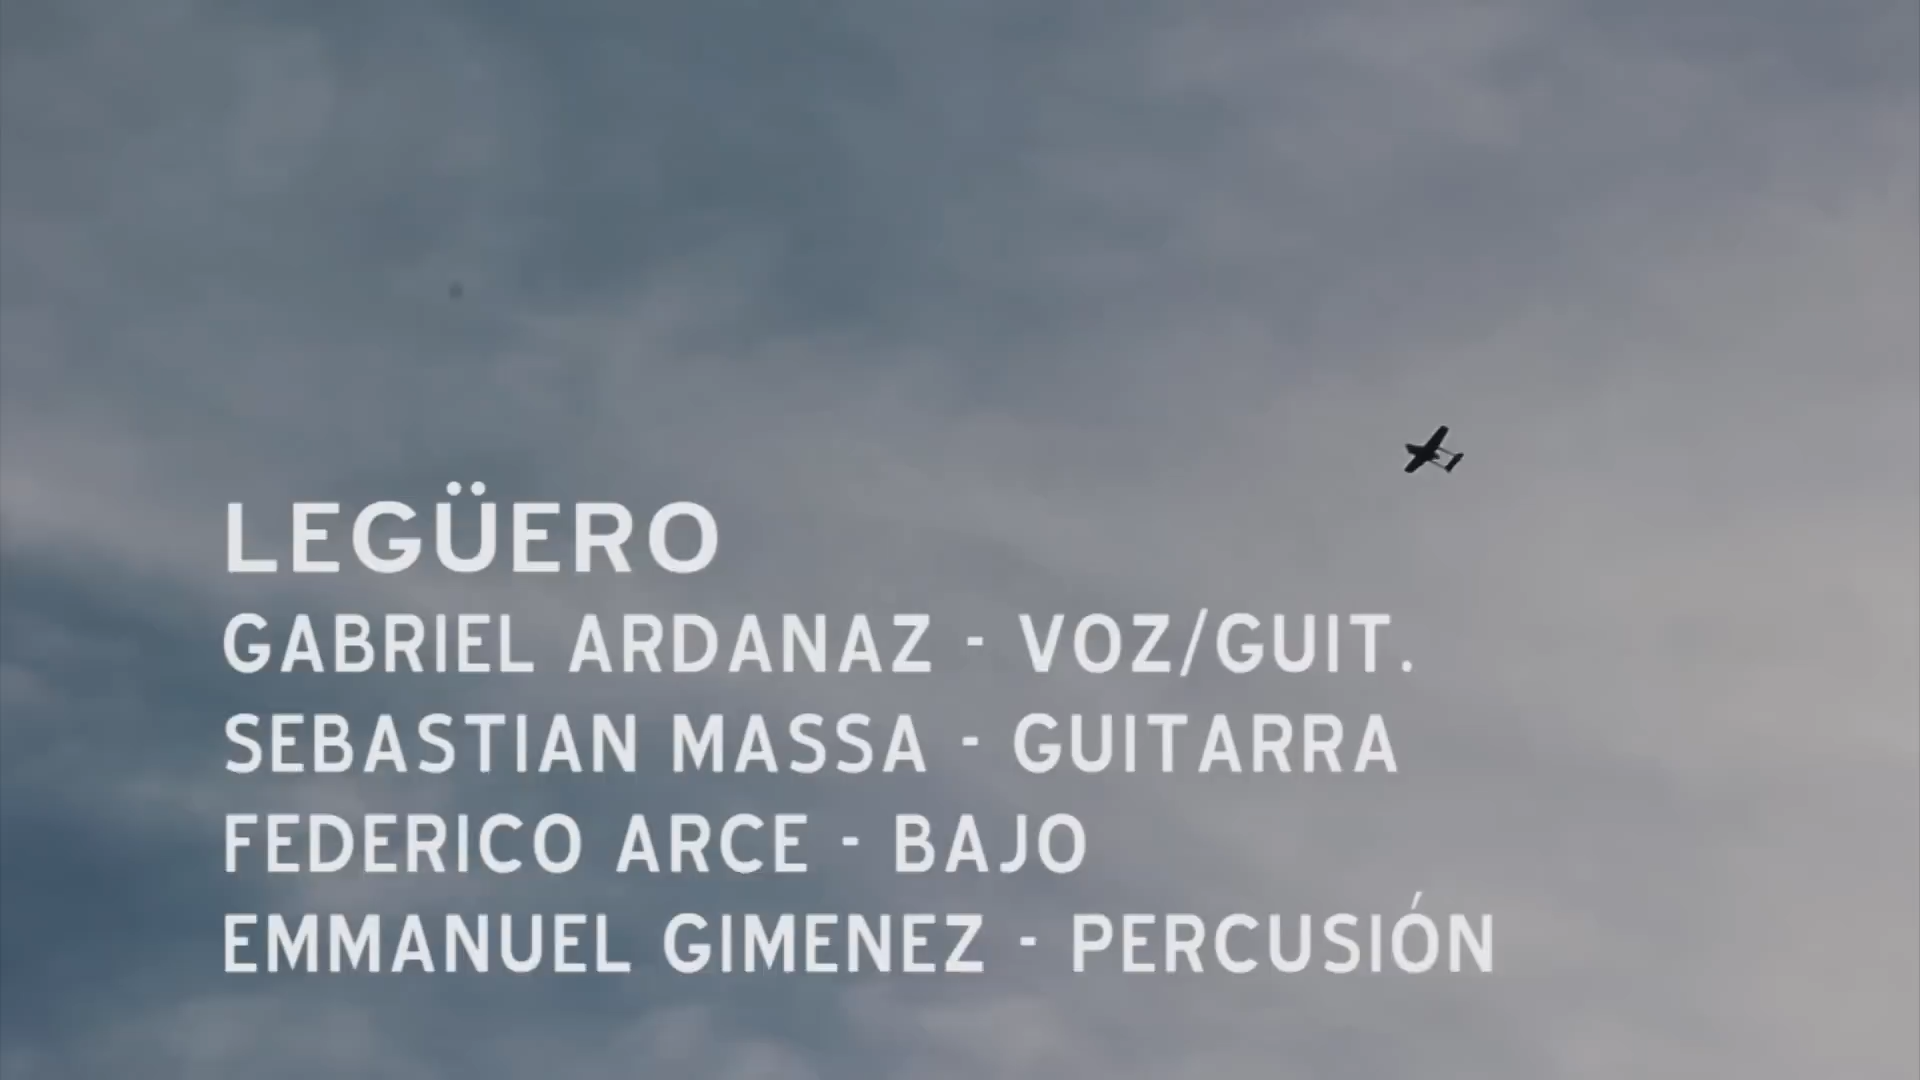 LEGÜERO
GABRIEL ARDANAZ - VOZ/GUIT.
SEBASTIAN MASSA - GUITARRA
FEDERICO ARCE - BAJO
EMMANUEL GIMENEZ - PERCUSIÓN